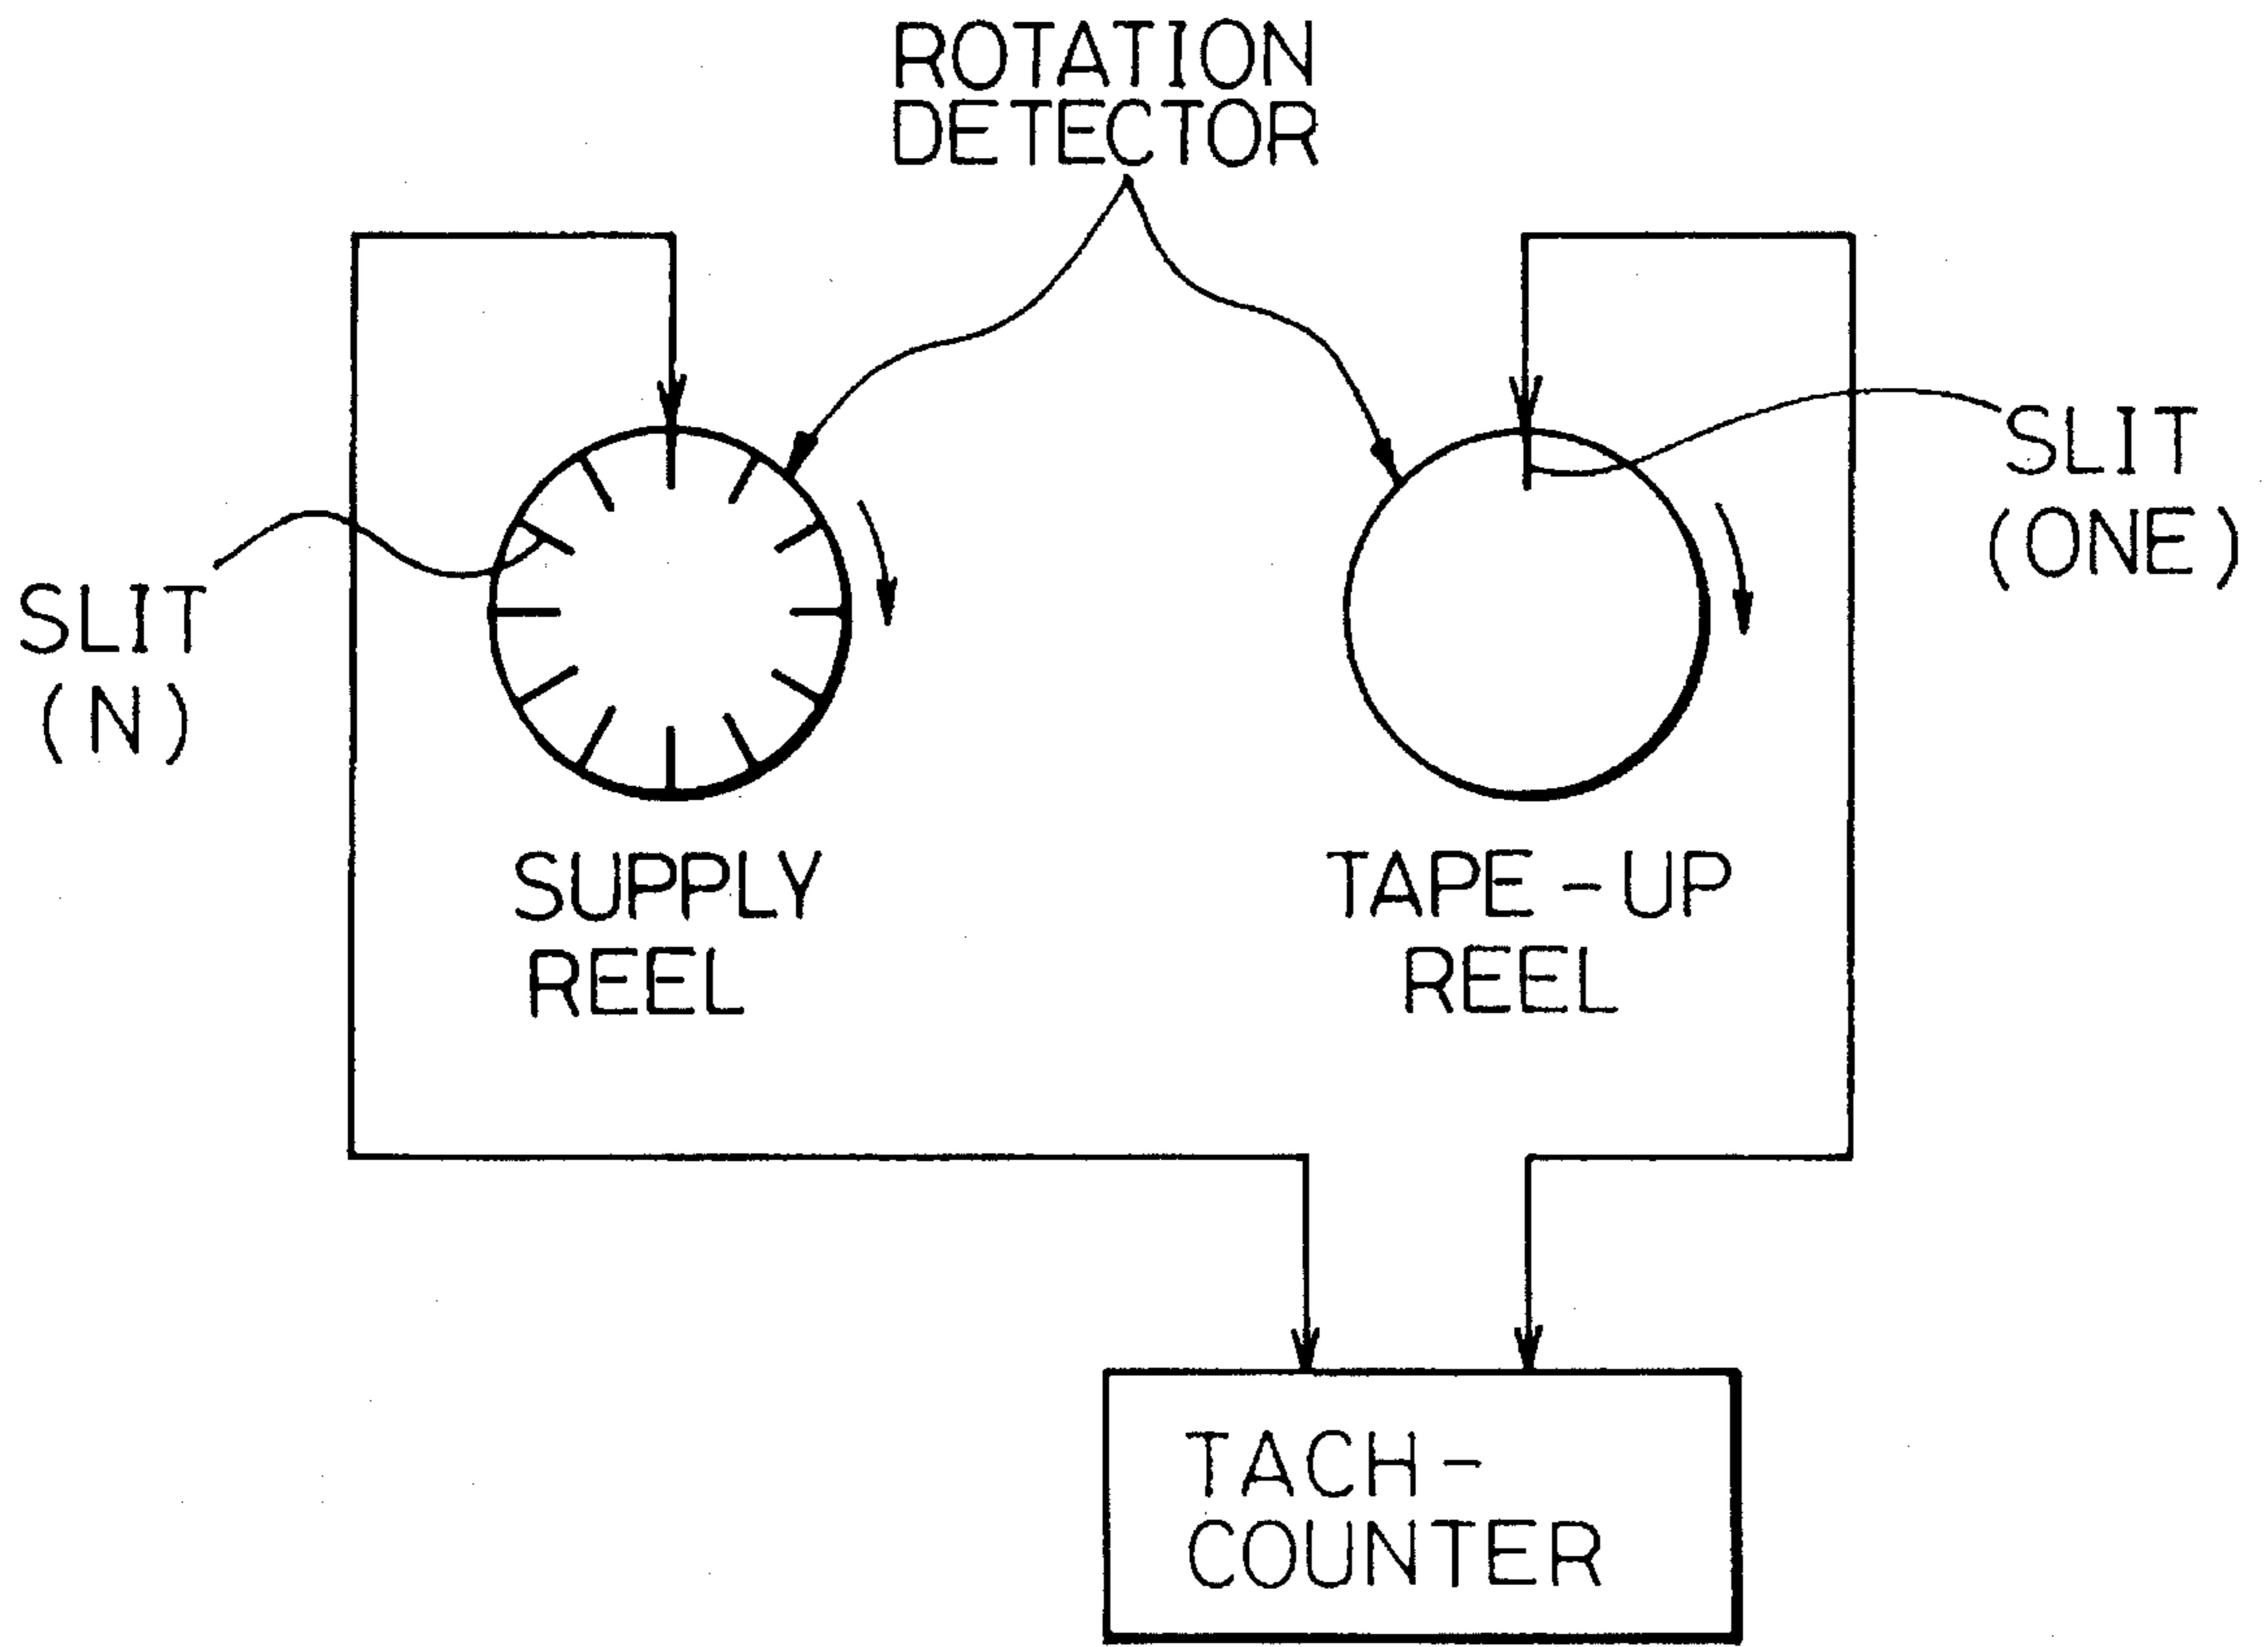 ROTATION
DETECTOR
SLIT
(ONE)
SLIT
(N)
SUPPLY
REEL
TAPE-UP
REEL
TACH-
COUNTER